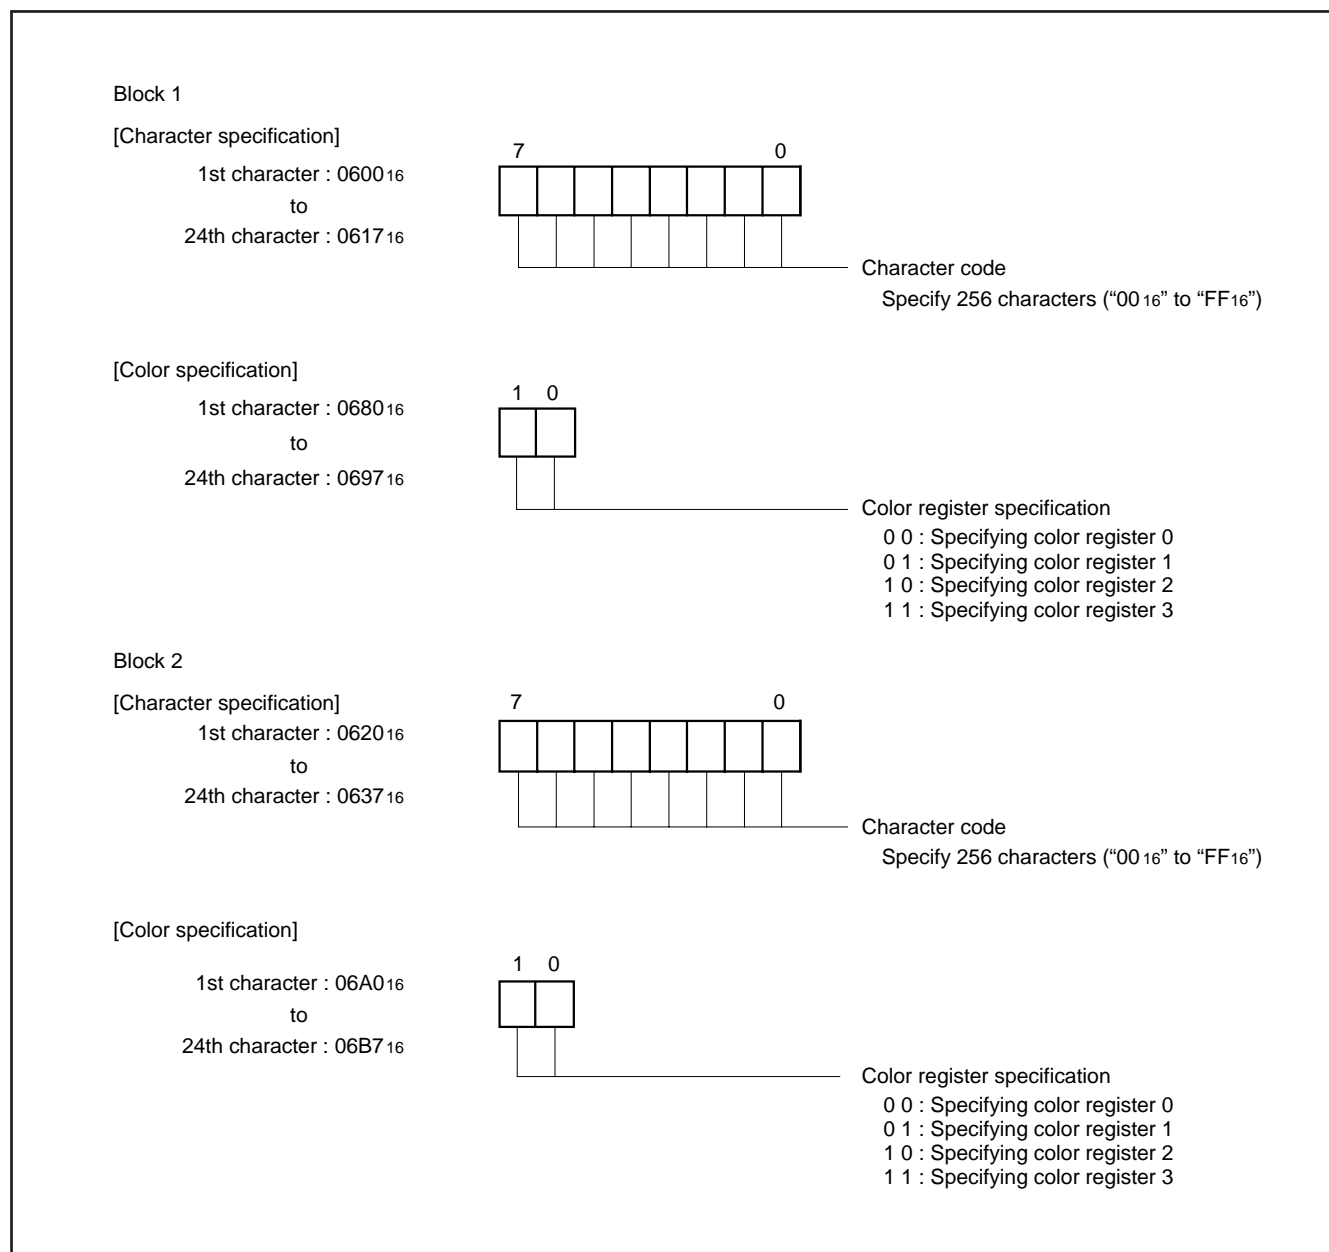 Block 1
[Character specification]
7 0
1st character : 0600₁₆
to
24th character : 0617₁₆
Character code
Specify 256 characters (“00₁₆” to “FF₁₆”)
[Color specification]
1 0
1st character : 0680₁₆
to
24th character : 0697₁₆
Color register specification
0 0 : Specifying color register 0
0 1 : Specifying color register 1
1 0 : Specifying color register 2
1 1 : Specifying color register 3
Block 2
[Character specification]
7 0
1st character : 0620₁₆
to
24th character : 0637₁₆
Character code
Specify 256 characters (“00₁₆” to “FF₁₆”)
[Color specification]
1 0
1st character : 06A0₁₆
to
24th character : 06B7₁₆
Color register specification
0 0 : Specifying color register 0
0 1 : Specifying color register 1
1 0 : Specifying color register 2
1 1 : Specifying color register 3